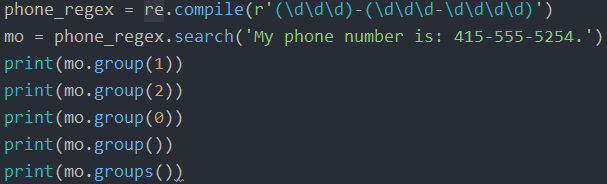 phone_regex = re.compile(r'(\d\d\d)-(\d\d\d-\d\d\d\d)')
mo = phone_regex.search('My phone number is: 415-555-5254.')
print(mo.group(1))
print(mo.group(2))
print(mo.group(0))
print(mo.group())
print(mo.groups())